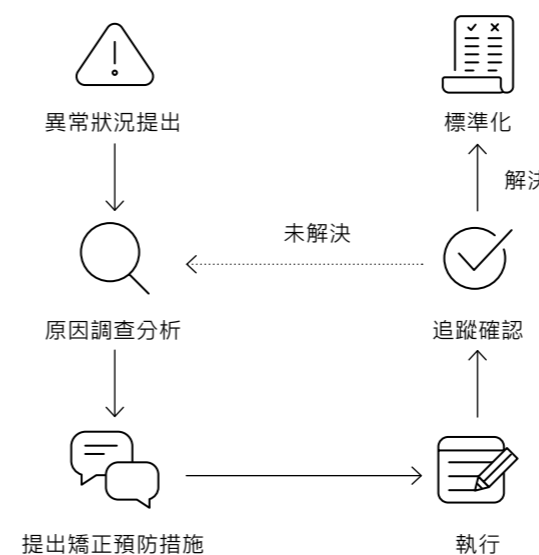 異常狀況提出
標準化
解決
未解決
原因調查分析
追蹤確認
提出矯正預防措施
執行